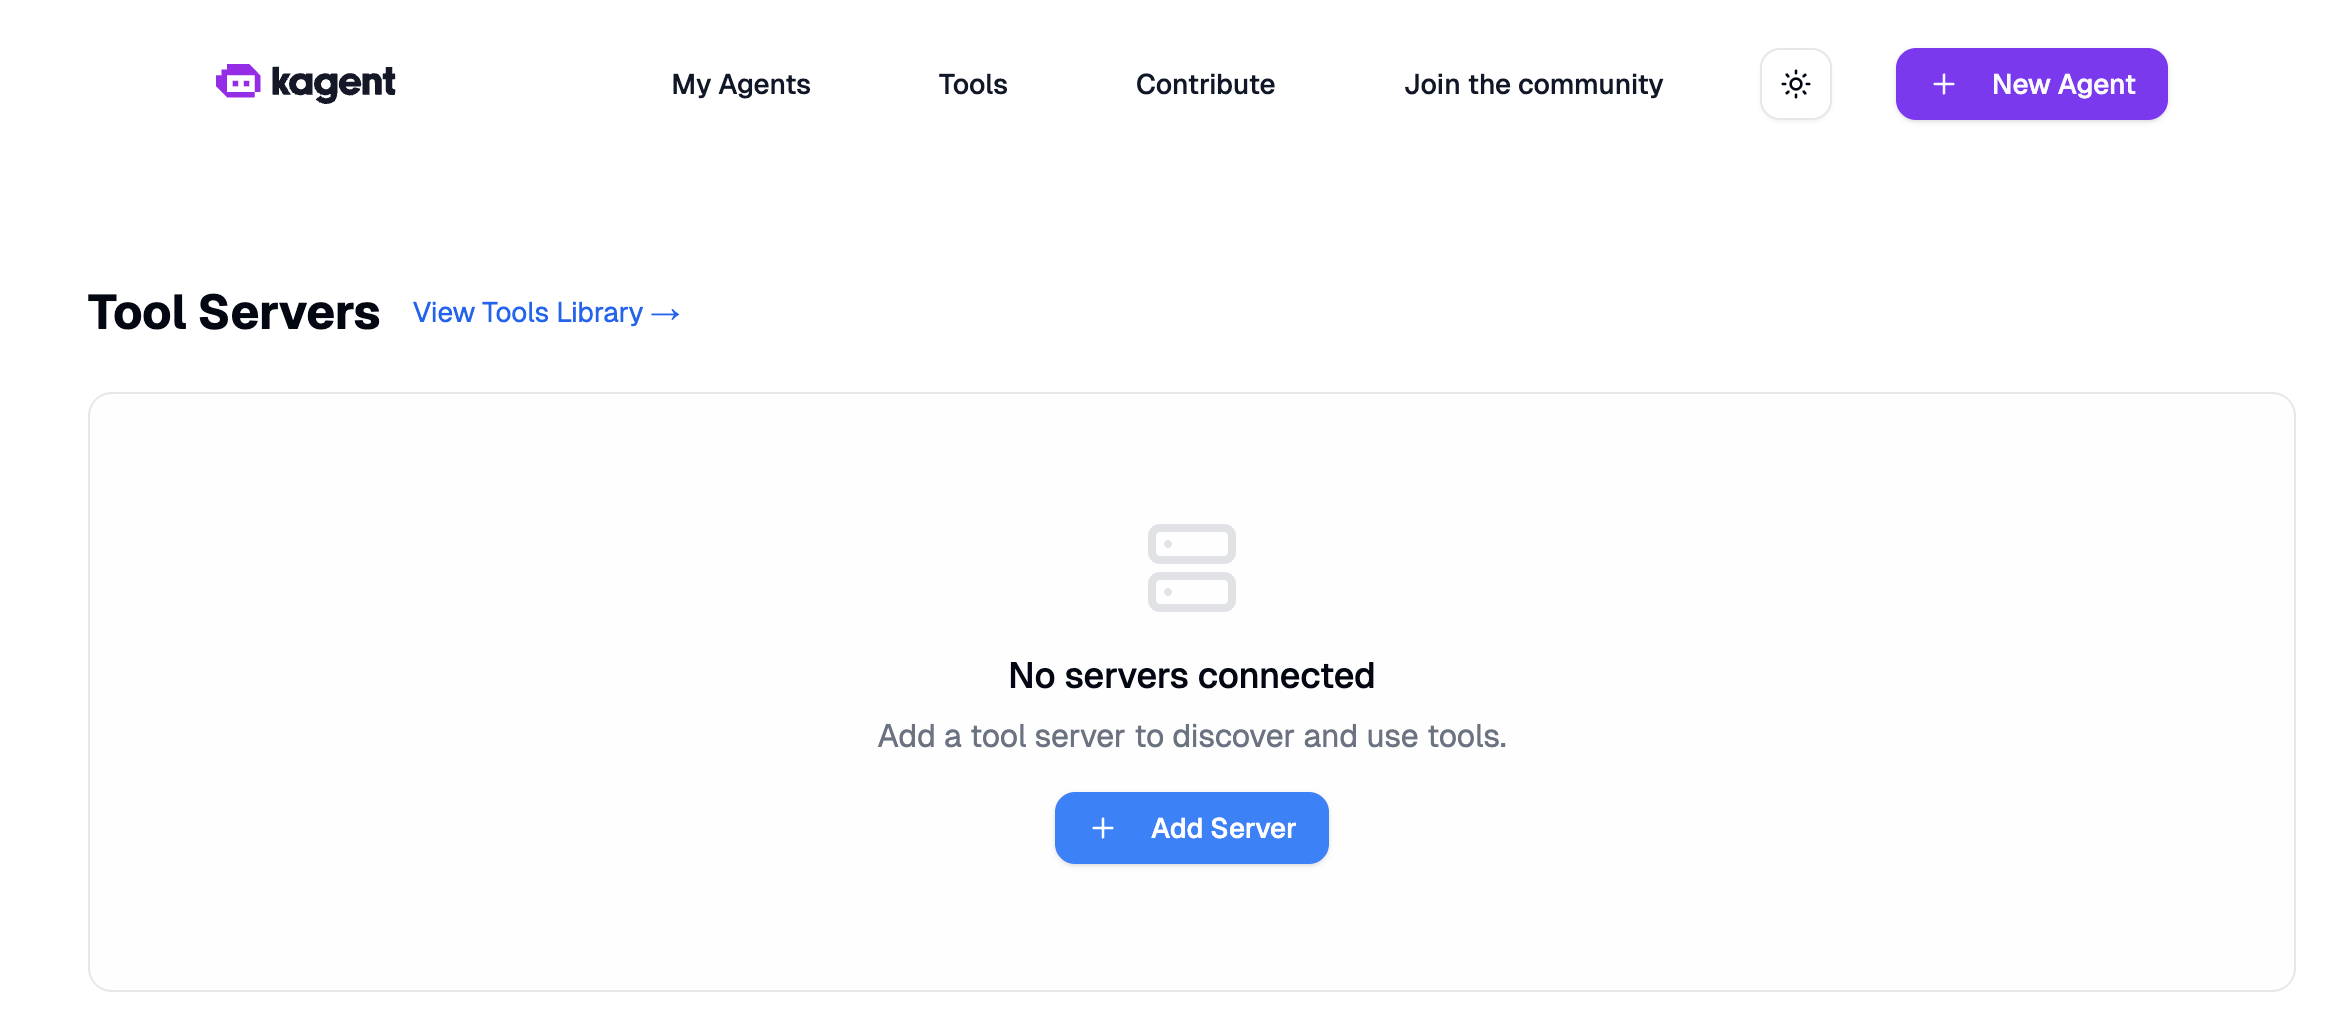 kagent
My Agents
Tools
Contribute
Join the community
New Agent
Tool Servers
View Tools Library →
No servers connected
Add a tool server to discover and use tools.
Add Server